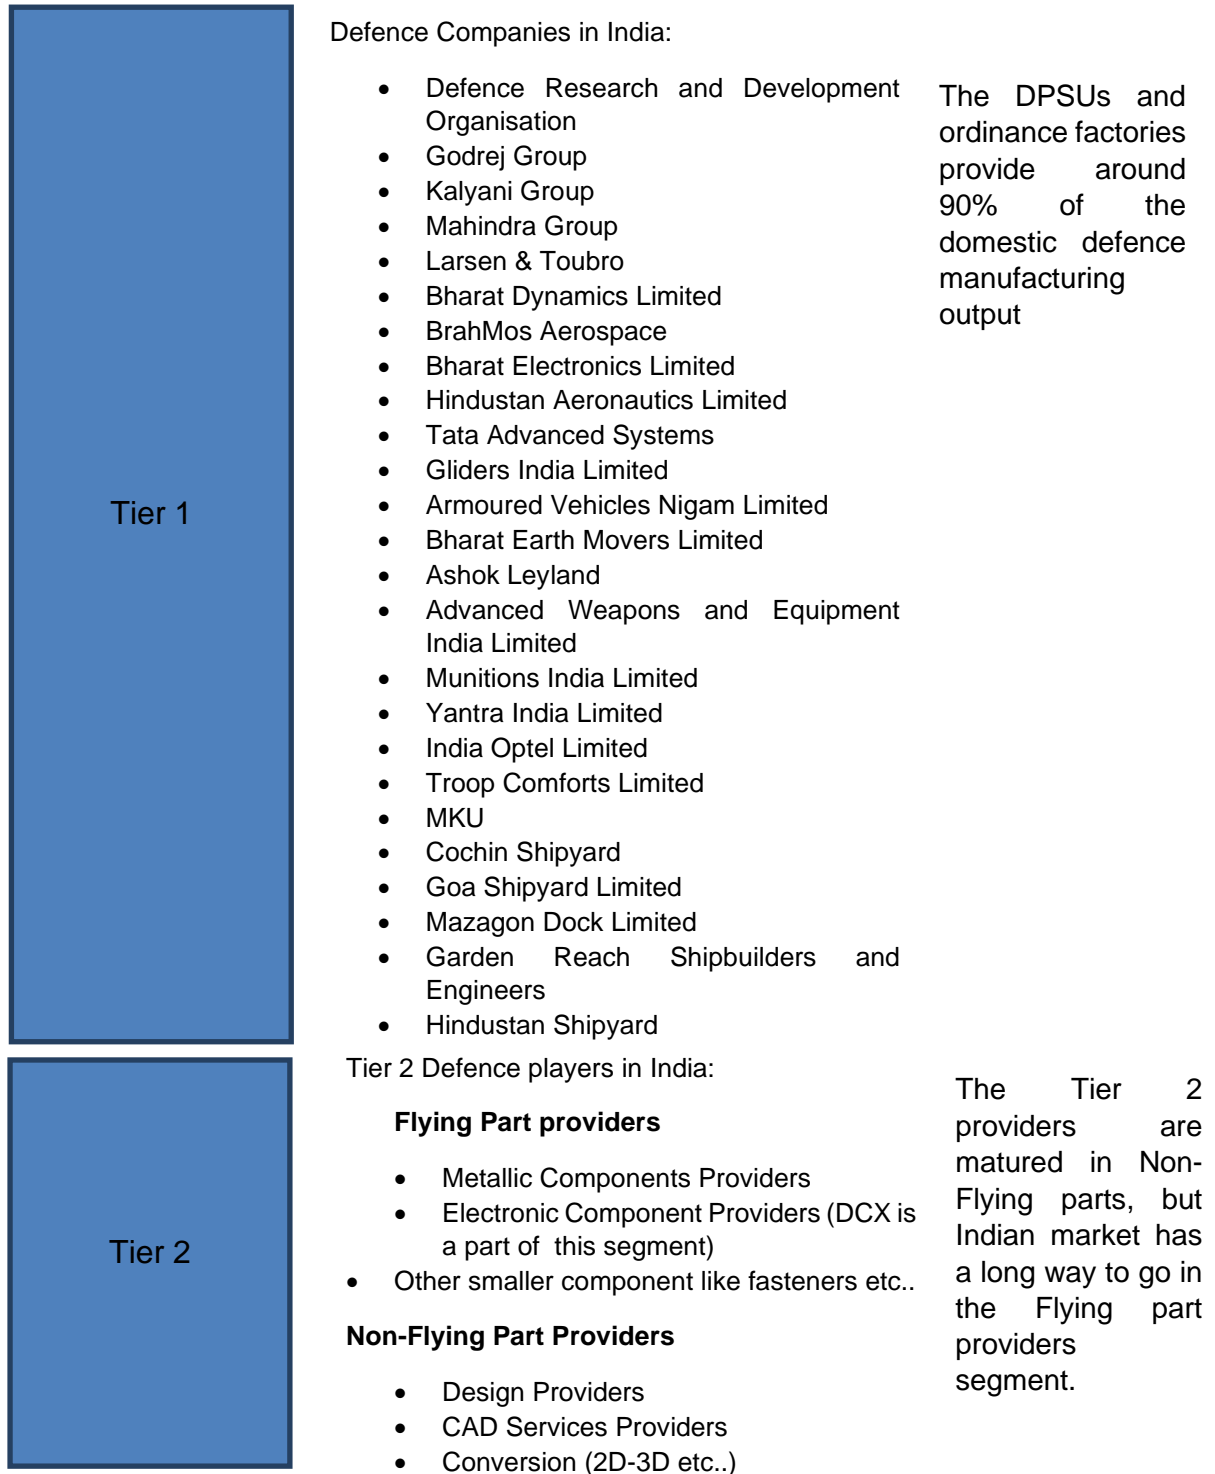 Tier 1
Defence Companies in India:
• Defence Research and Development
Organisation
• Godrej Group
• Kalyani Group
• Mahindra Group
• Larsen & Toubro
• Bharat Dynamics Limited
• BrahMos Aerospace
• Bharat Electronics Limited
• Hindustan Aeronautics Limited
• Tata Advanced Systems
• Gliders India Limited
• Armoured Vehicles Nigam Limited
• Bharat Earth Movers Limited
• Ashok Leyland
• Advanced Weapons and Equipment
India Limited
• Munitions India Limited
• Yantra India Limited
• India Optel Limited
• Troop Comforts Limited
• MKU
• Cochin Shipyard
• Goa Shipyard Limited
• Mazagon Dock Limited
• Garden Reach Shipbuilders and
Engineers
• Hindustan Shipyard
The DPSUs and
ordinance factories
provide around
90% of the
domestic defence
manufacturing
output
Tier 2
Tier 2 Defence players in India:
Flying Part providers
• Metallic Components Providers
• Electronic Component Providers (DCX is
a part of this segment)
• Other smaller component like fasteners etc..
Non-Flying Part Providers
• Design Providers
• CAD Services Providers
• Conversion (2D-3D etc..)
The Tier 2
providers are
matured in Non-
Flying parts, but
Indian market has
a long way to go in
the Flying part
providers
segment.